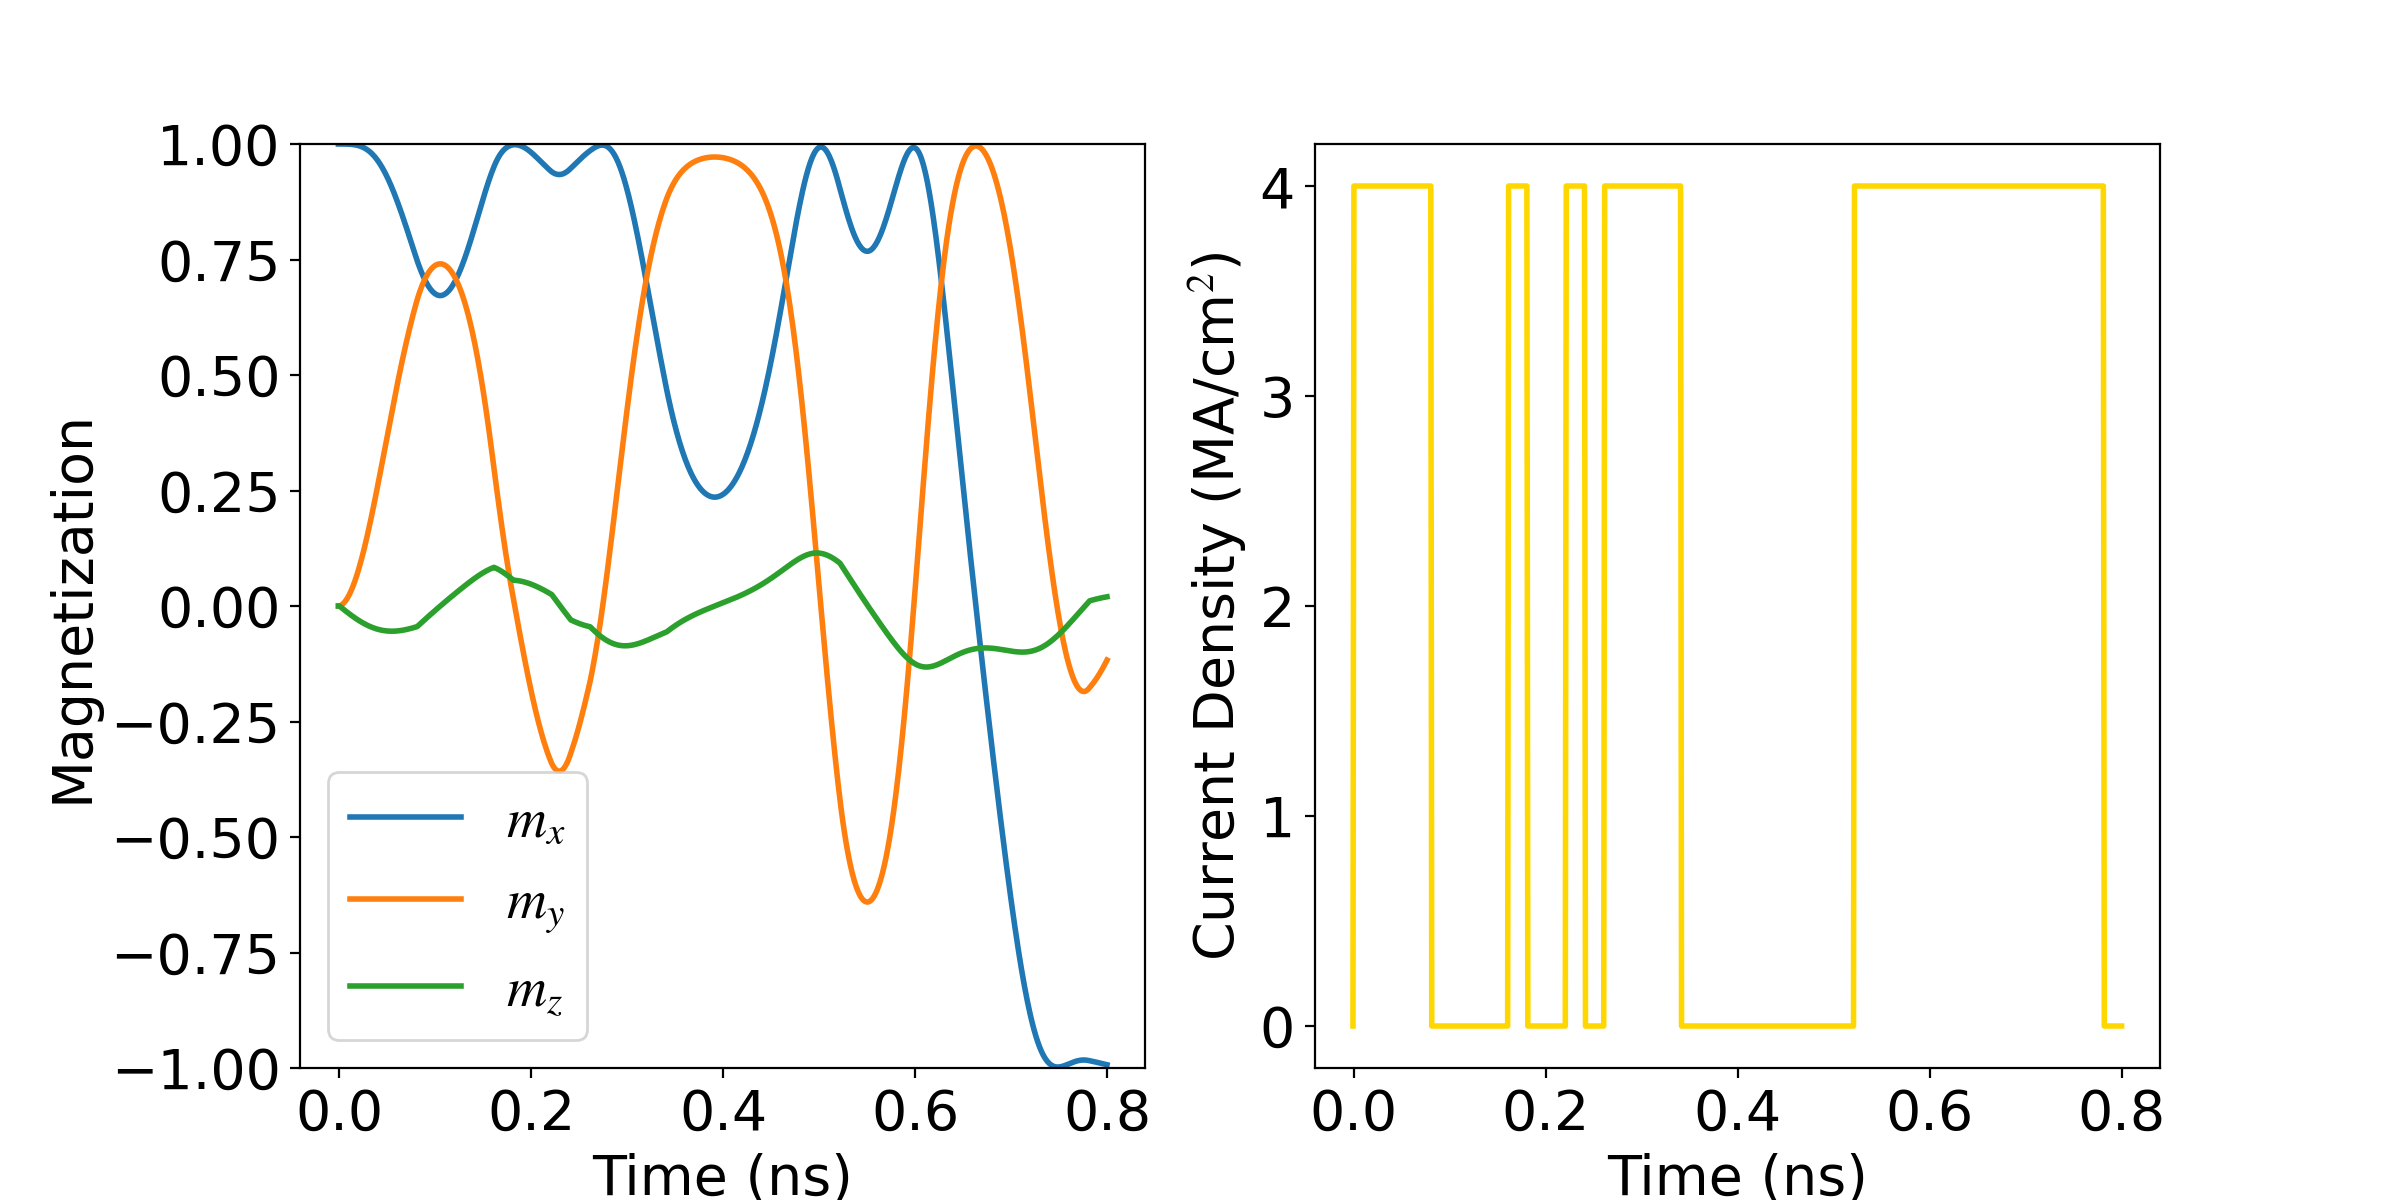 Magnetization
1.00
0.75
0.50
0.25
0.00
−0.25
−0.50
−0.75
−1.00
m_x
m_y
m_z
0.0 0.2 0.4 0.6 0.8
Time (ns)
Current Density (MA/cm²)
4
3
2
1
0
0.0 0.2 0.4 0.6 0.8
Time (ns)